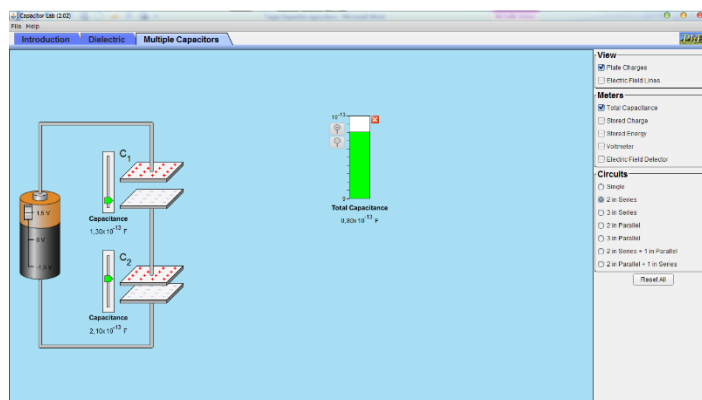 Capacitor Lab (2.02)
File Help
Introduction Dielectric Multiple Capacitors
View
Plate Charges
Electric Field Lines
Meters
Total Capacitance
Stored Charge
Stored Energy
Voltmeter
Electric Field Detector
Circuits
Single
2 in Series
3 in Series
2 in Parallel
3 in Parallel
2 in Series + 1 in Parallel
2 in Parallel + 1 in Series
Reset All
1,5 V
0 V
-1,5 V
C1
Capacitance
1,30x10^-13 F
C2
Capacitance
2,10x10^-13 F
10^-13
0
Total Capacitance
0,80x10^-13 F